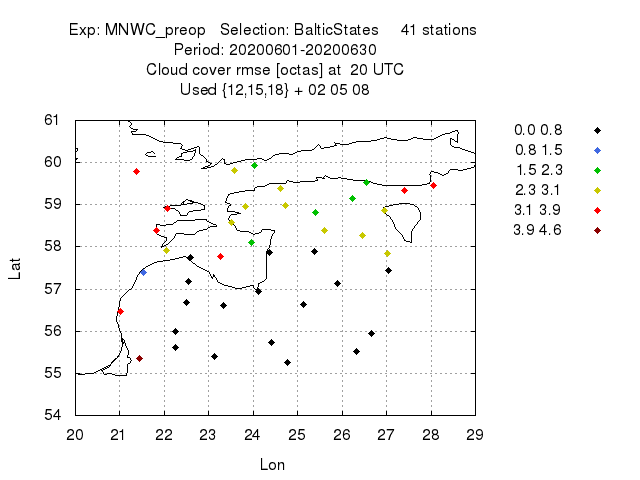 Exp: MNWC_preop   Selection: BalticStates     41 stations
Period: 20200601-20200630
Cloud cover rmse [octas] at  20 UTC
Used {12,15,18} + 02 05 08
61
60
59
58
57
56
55
54
Lat
20 21 22 23 24 25 26 27 28 29
Lon
0.0 0.8
0.8 1.5
1.5 2.3
2.3 3.1
3.1 3.9
3.9 4.6